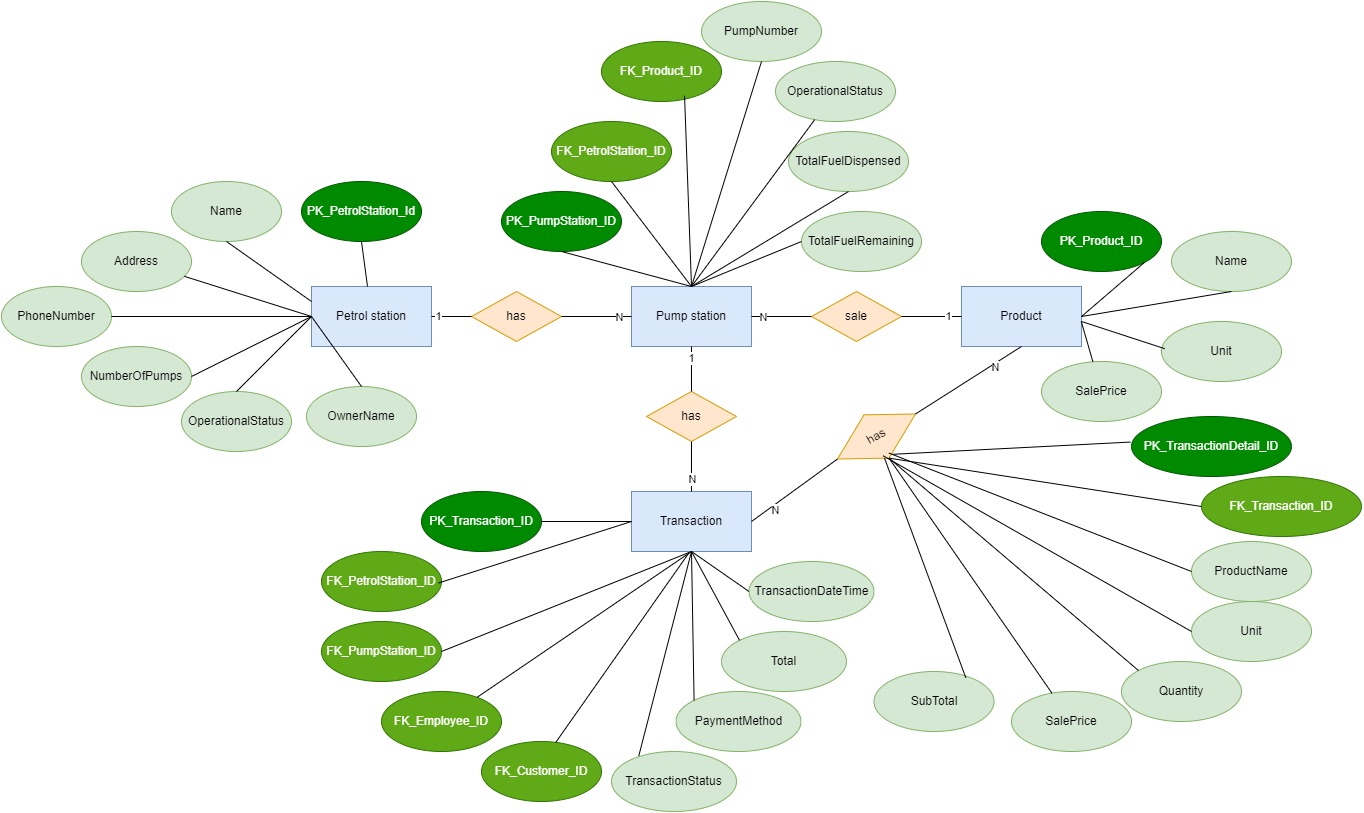 PumpNumber
FK_Product_ID
OperationalStatus
FK_PetrolStation_ID
TotalFuelDispensed
Name
PK_PetrolStation_Id
PK_PumpStation_ID
TotalFuelRemaining
PK_Product_ID
Name
Address
PhoneNumber
Petrol station
1
has
N
Pump station
N
sale
1
Product
Unit
1
N
NumberOfPumps
SalePrice
OperationalStatus
OwnerName
has
has
PK_TransactionDetail_ID
N
N
FK_Transaction_ID
PK_Transaction_ID
Transaction
ProductName
FK_PetrolStation_ID
TransactionDateTime
Unit
FK_PumpStation_ID
Total
Quantity
SubTotal
SalePrice
FK_Employee_ID
PaymentMethod
FK_Customer_ID
TransactionStatus